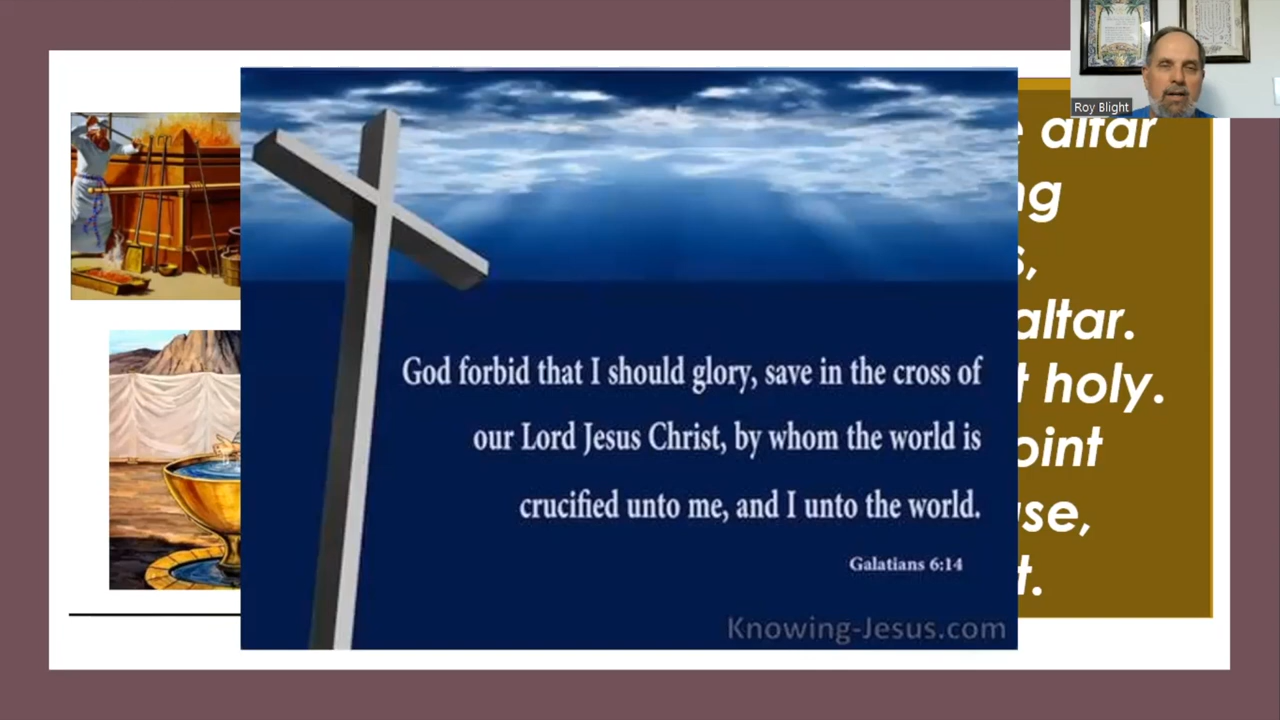 Roy Blight
altar
altar.
holy.
God forbid that I should glory, save in the cross of
our Lord Jesus Christ, by whom the world is
crucified unto me, and I unto the world.
Galatians 6:14
Knowing-Jesus.com